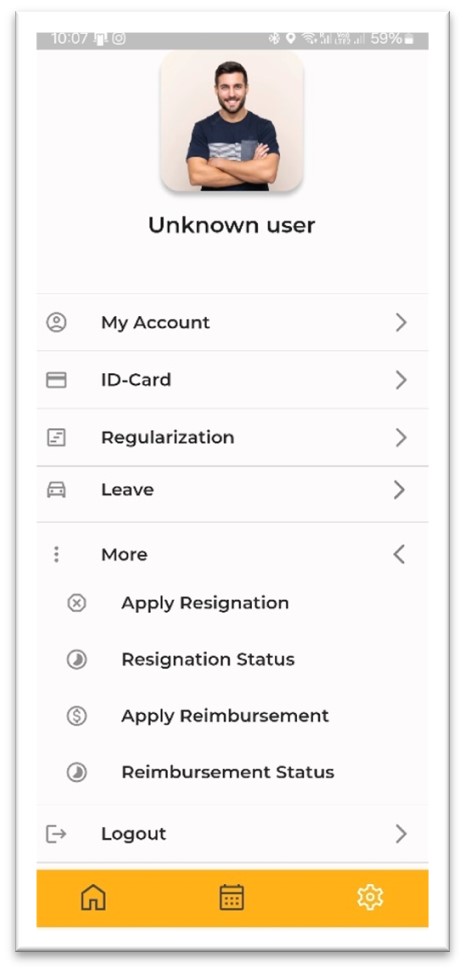 10:07
59%
Unknown user
My Account
ID-Card
Regularization
Leave
More
Apply Resignation
Resignation Status
Apply Reimbursement
Reimbursement Status
Logout